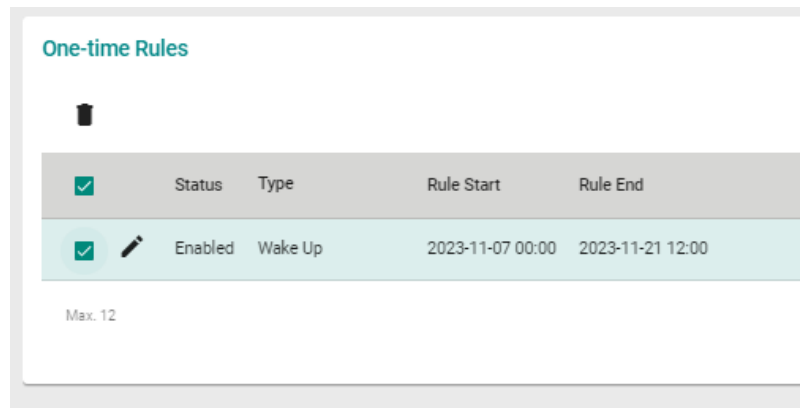 One-time Rules
Status Type Rule Start Rule End
Enabled Wake Up 2023-11-07 00:00 2023-11-21 12:00
Max. 12